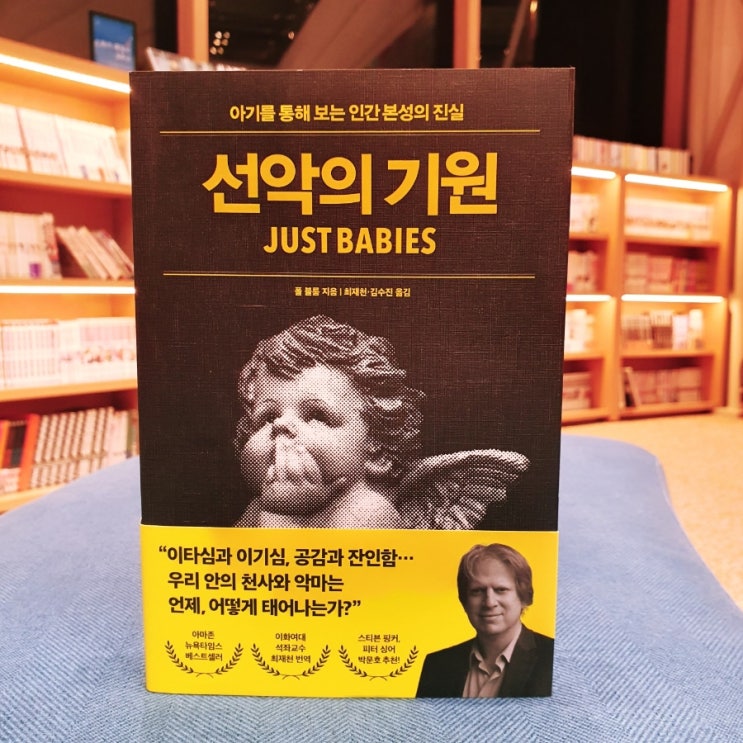 아기를 통해 보는 인간 본성의 진실
선악의 기원
JUST BABIES
폴 블룸 지음 | 최재천·김수진 옮김
“이타심과 이기심, 공감과 잔인함…
우리 안의 천사와 악마는
언제, 어떻게 태어나는가?”
아마존
뉴욕타임스
베스트셀러
이화여대
석좌교수
최재천 번역
스티븐 핑커,
피터 싱어
박문호 추천!